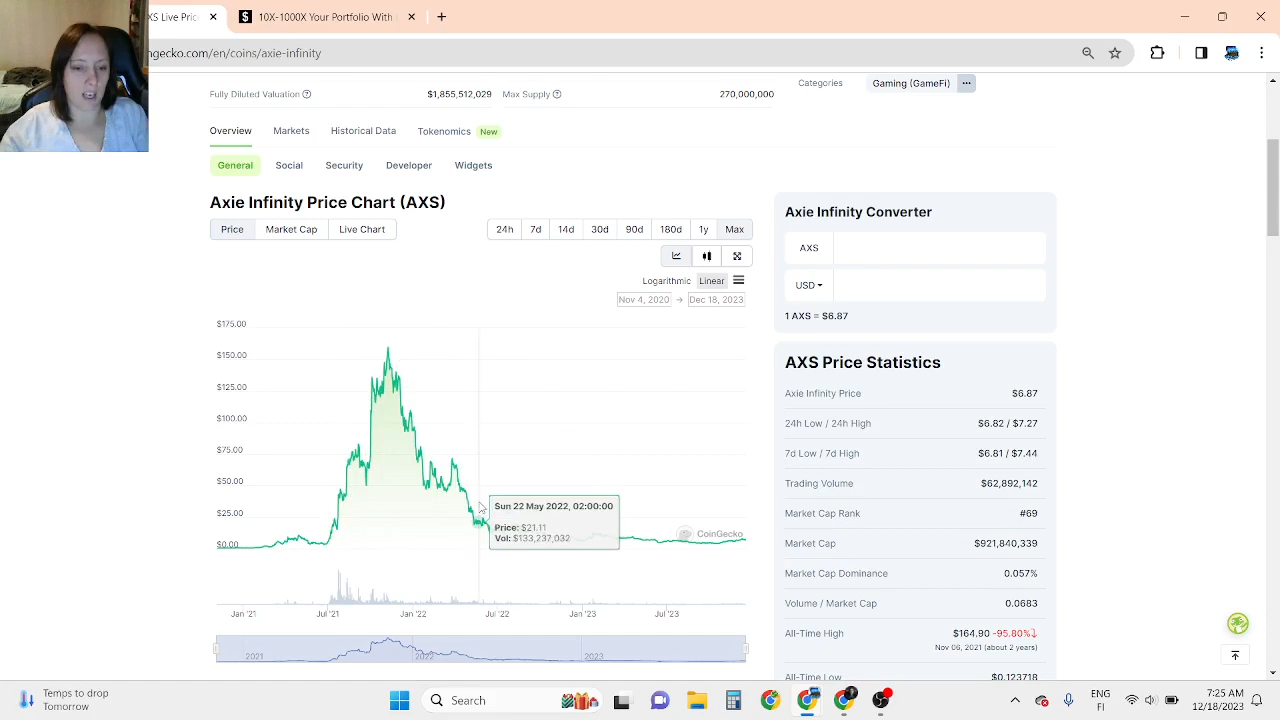 XS Live Pric
10X-1000X Your Portfolio With
ngecko.com/en/coins/axie-infinity
Fully Diluted Valuation
$1,855,512,029
Max Supply
270,000,000
Categories
Gaming (GameFi)
Overview
Markets
Historical Data
Tokenomics
New
General
Social
Security
Developer
Widgets
Axie Infinity Price Chart (AXS)
Price
Market Cap
Live Chart
24h
7d
14d
30d
90d
180d
1y
Max
Logarithmic
Linear
Nov 4, 2020 → Dec 18, 2023
$175.00
$150.00
$125.00
$100.00
$75.00
$50.00
$25.00
$0.00
Sun 22 May 2022, 02:00:00
Price: $21.11
Vol: $133,237,032
CoinGecko
Jan '21
Jul '21
Jan '22
Jul '22
Jan '23
Jul '23
2021
2022
2023
Axie Infinity Converter
AXS
USD
1 AXS = $6.87
AXS Price Statistics
Axie Infinity Price
$6.87
24h Low / 24h High
$6.82 / $7.27
7d Low / 7d High
$6.81 / $7.44
Trading Volume
$62,892,142
Market Cap Rank
#69
Market Cap
$921,840,339
Market Cap Dominance
0.057%
Volume / Market Cap
0.0683
All-Time High
$164.90 -95.80%
Nov 06, 2021 (about 2 years)
All-Time Low
$0.123718
Temps to drop
Tomorrow
Search
ENG
FI
7:25 AM
12/18/2023